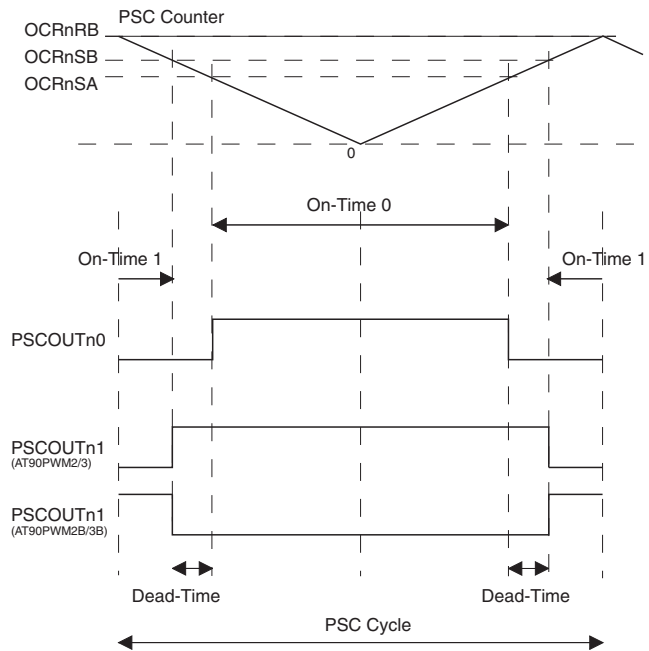 PSC Counter
OCRnRB
OCRnSB
OCRnSA
0
On-Time 0
On-Time 1
On-Time 1
PSCOUTn0
PSCOUTn1
(AT90PWM2/3)
PSCOUTn1
(AT90PWM2B/3B)
Dead-Time
Dead-Time
PSC Cycle